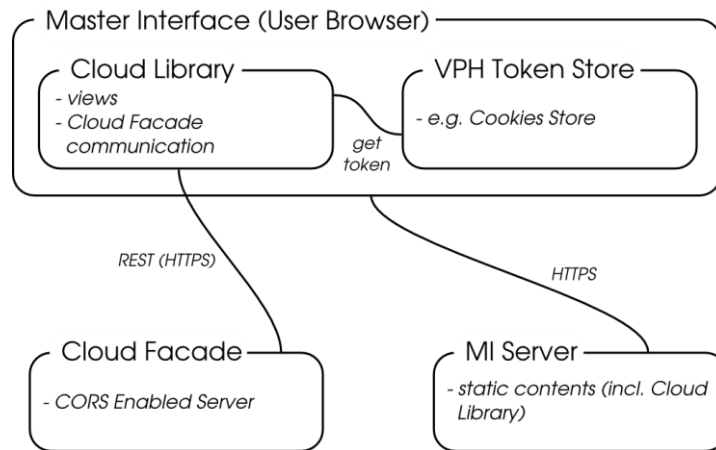 Master Interface (User Browser)
Cloud Library
- views
- Cloud Facade
communication
VPH Token Store
- e.g. Cookies Store
get
token
REST (HTTPS)
HTTPS
Cloud Facade
- CORS Enabled Server
MI Server
- static contents (incl. Cloud
Library)